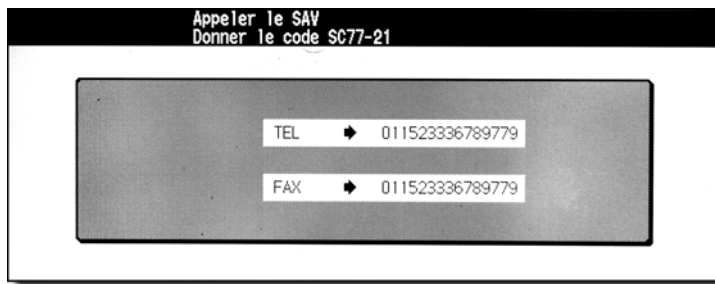 Appeler le SAV
Donner le code SC77-21
TEL ➧ 011523336789779
FAX ➧ 011523336789779